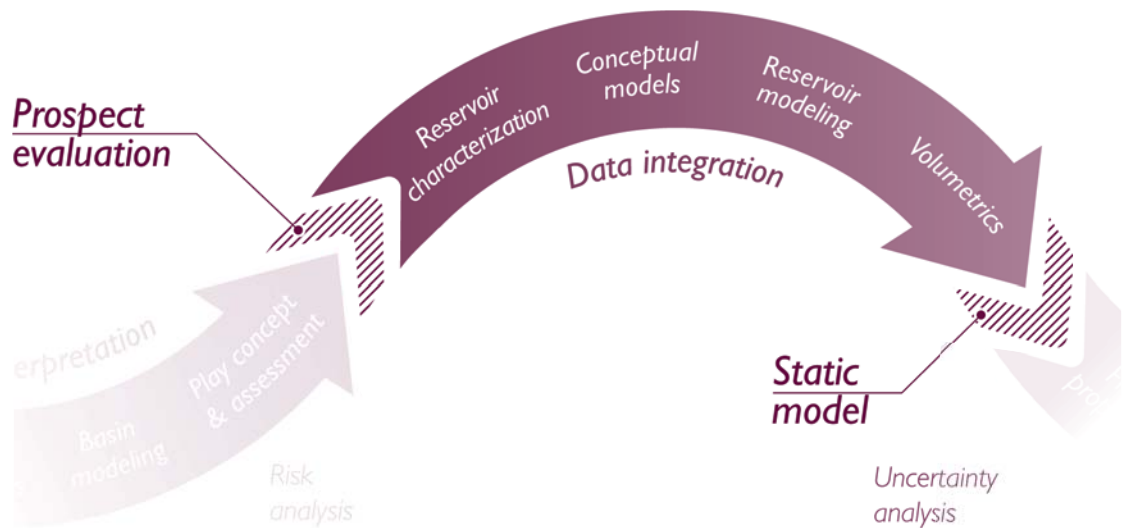 Prospect
evaluation
Reservoir
characterization
Conceptual
models
Reservoir
modeling
Volumetrics
Data integration
erpretation
Basin
modeling
Play concept
& assessment
Risk
analysis
Static
model
Uncertainty
analysis